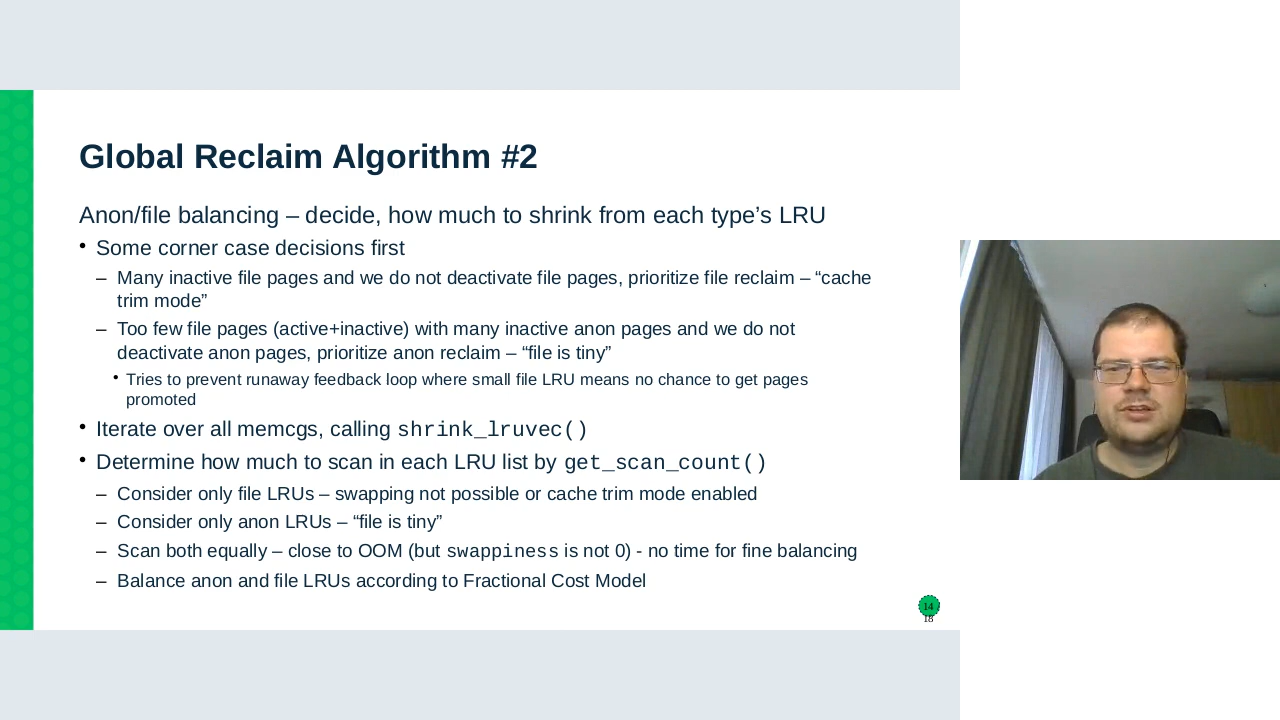 Global Reclaim Algorithm #2
Anon/file balancing – decide, how much to shrink from each type’s LRU
• Some corner case decisions first
– Many inactive file pages and we do not deactivate file pages, prioritize file reclaim – “cache
trim mode”
– Too few file pages (active+inactive) with many inactive anon pages and we do not
deactivate anon pages, prioritize anon reclaim – “file is tiny”
• Tries to prevent runaway feedback loop where small file LRU means no chance to get pages
promoted
• Iterate over all memcgs, calling shrink_lruvec()
• Determine how much to scan in each LRU list by get_scan_count()
– Consider only file LRUs – swapping not possible or cache trim mode enabled
– Consider only anon LRUs – “file is tiny”
– Scan both equally – close to OOM (but swappiness is not 0) - no time for fine balancing
– Balance anon and file LRUs according to Fractional Cost Model
14
18